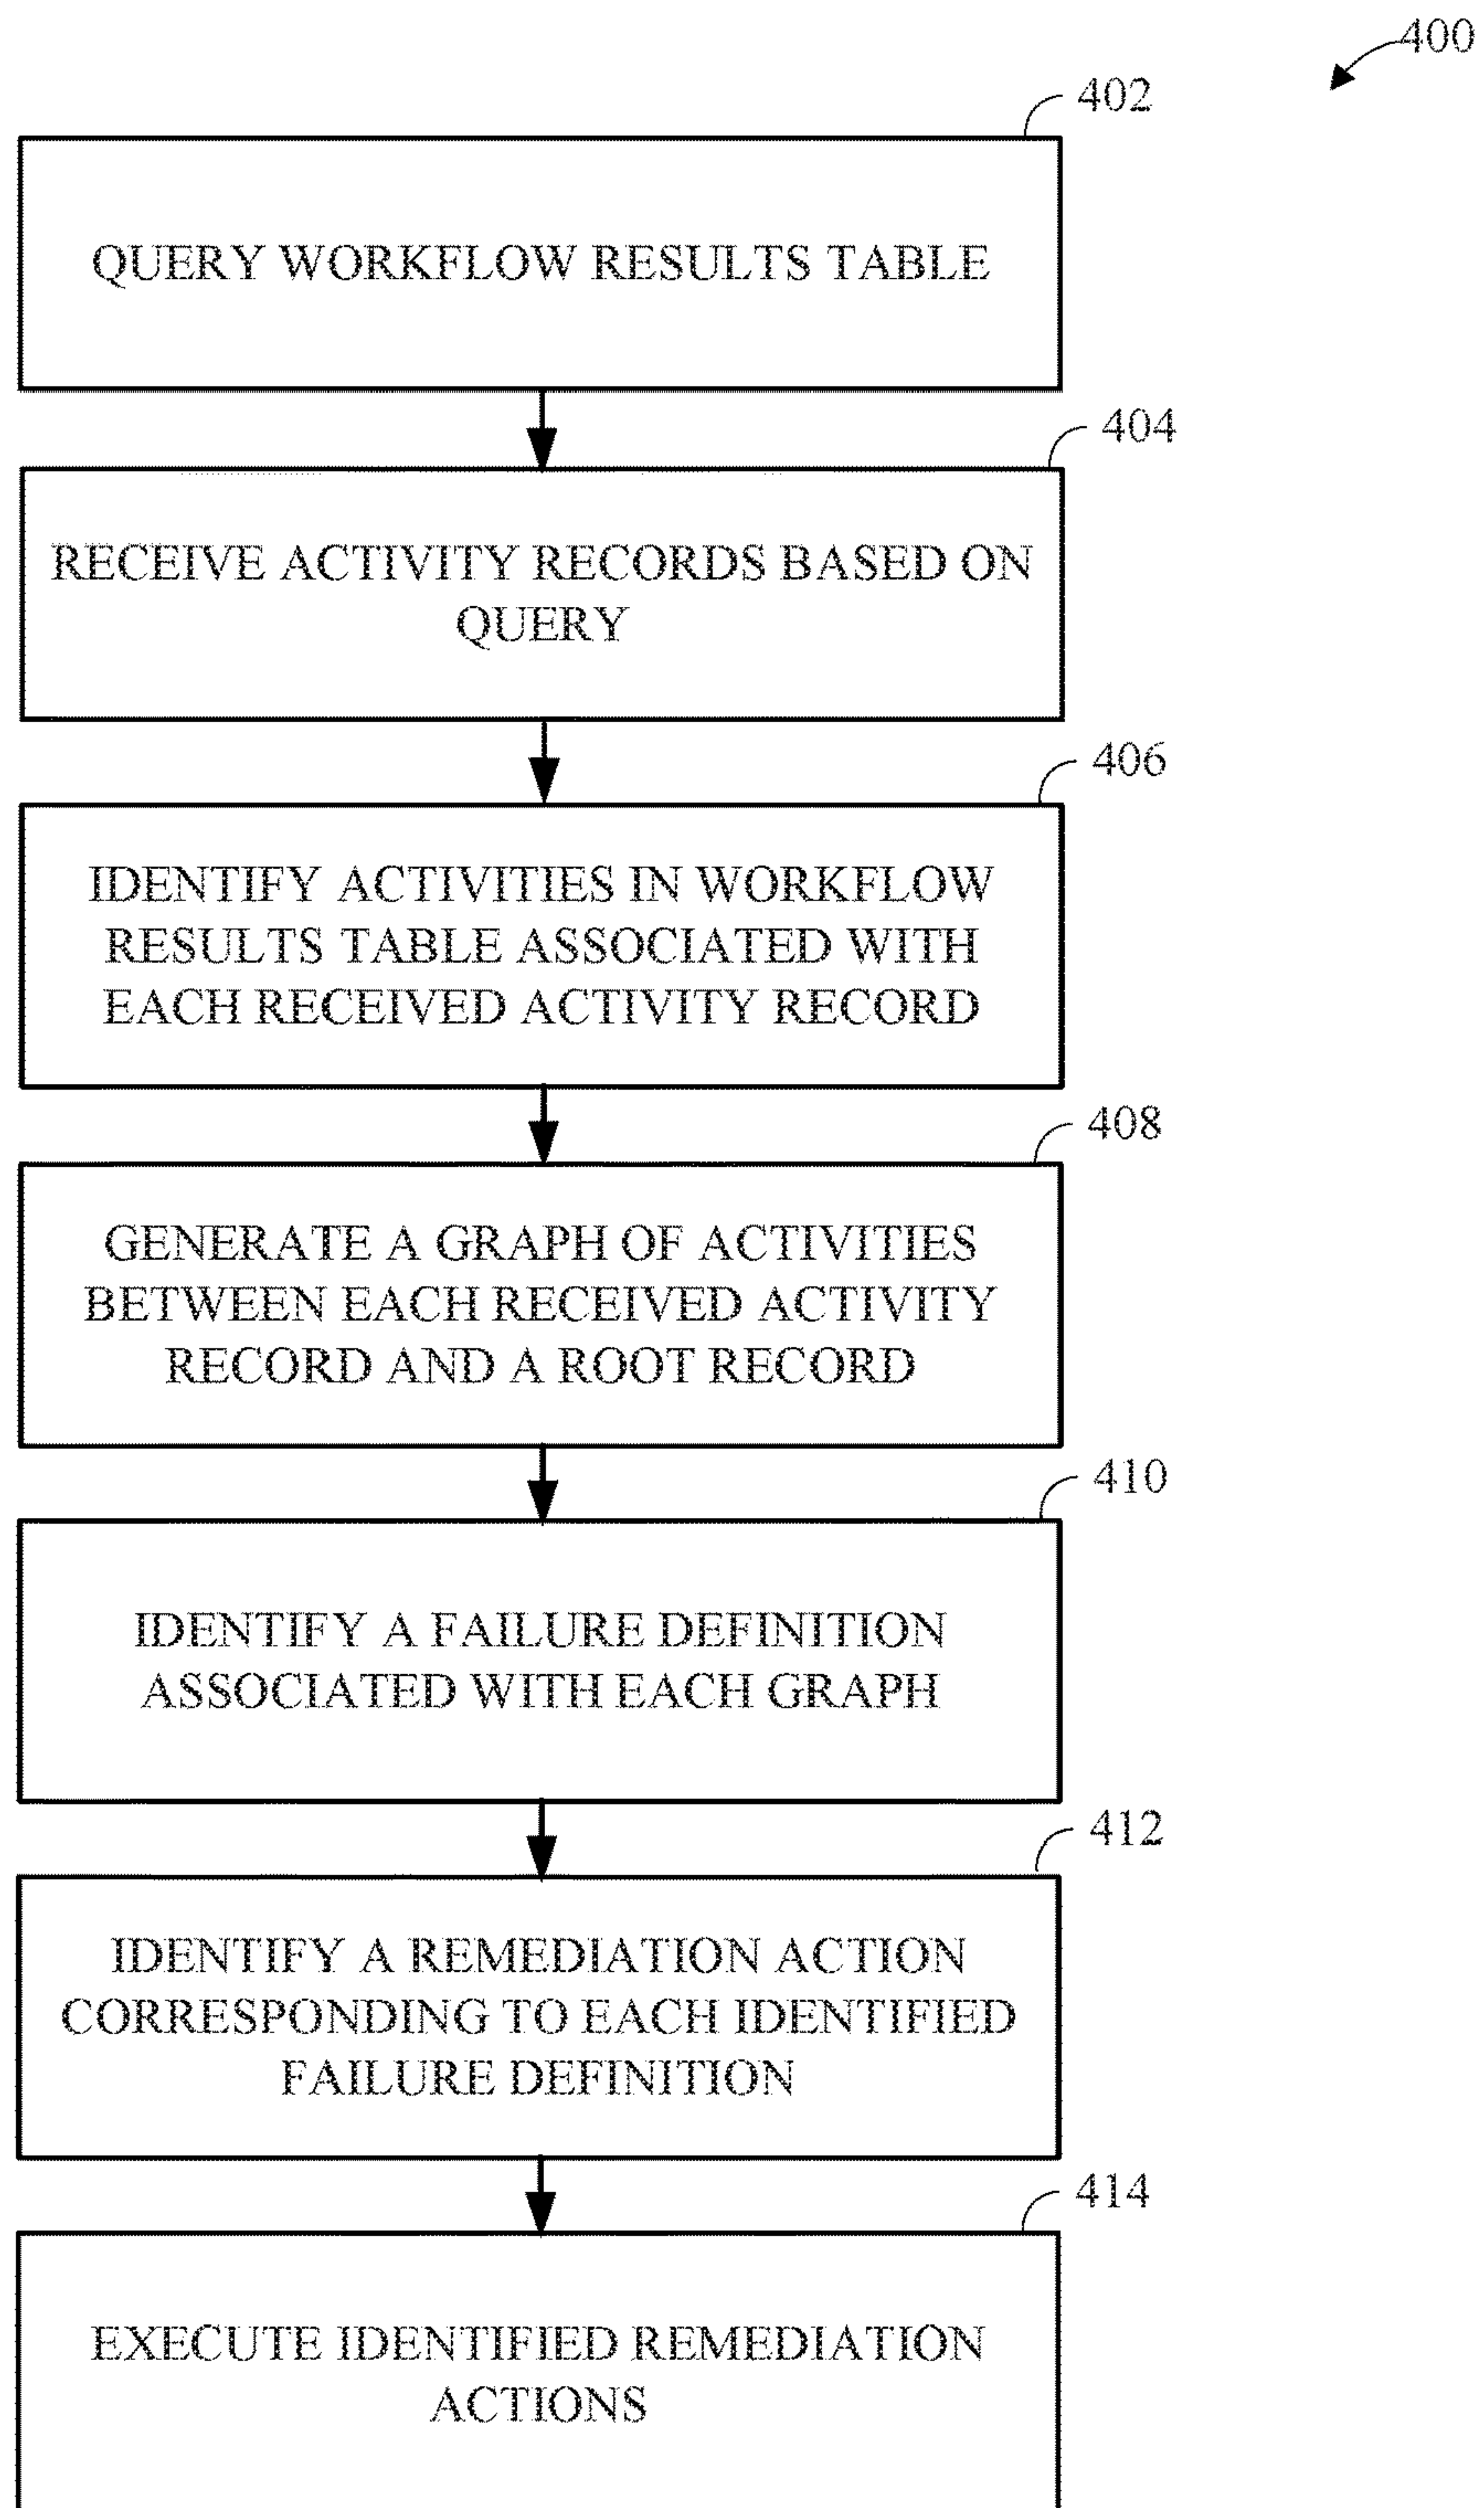 400
402
QUERY WORKFLOW RESULTS TABLE
404
RECEIVE ACTIVITY RECORDS BASED ON
QUERY
406
IDENTIFY ACTIVITIES IN WORKFLOW
RESULTS TABLE ASSOCIATED WITH
EACH RECEIVED ACTIVITY RECORD
408
GENERATE A GRAPH OF ACTIVITIES
BETWEEN EACH RECEIVED ACTIVITY
RECORD AND A ROOT RECORD
410
IDENTIFY A FAILURE DEFINITION
ASSOCIATED WITH EACH GRAPH
412
IDENTIFY A REMEDIATION ACTION
CORRESPONDING TO EACH IDENTIFIED
FAILURE DEFINITION
414
EXECUTE IDENTIFIED REMEDIATION
ACTIONS